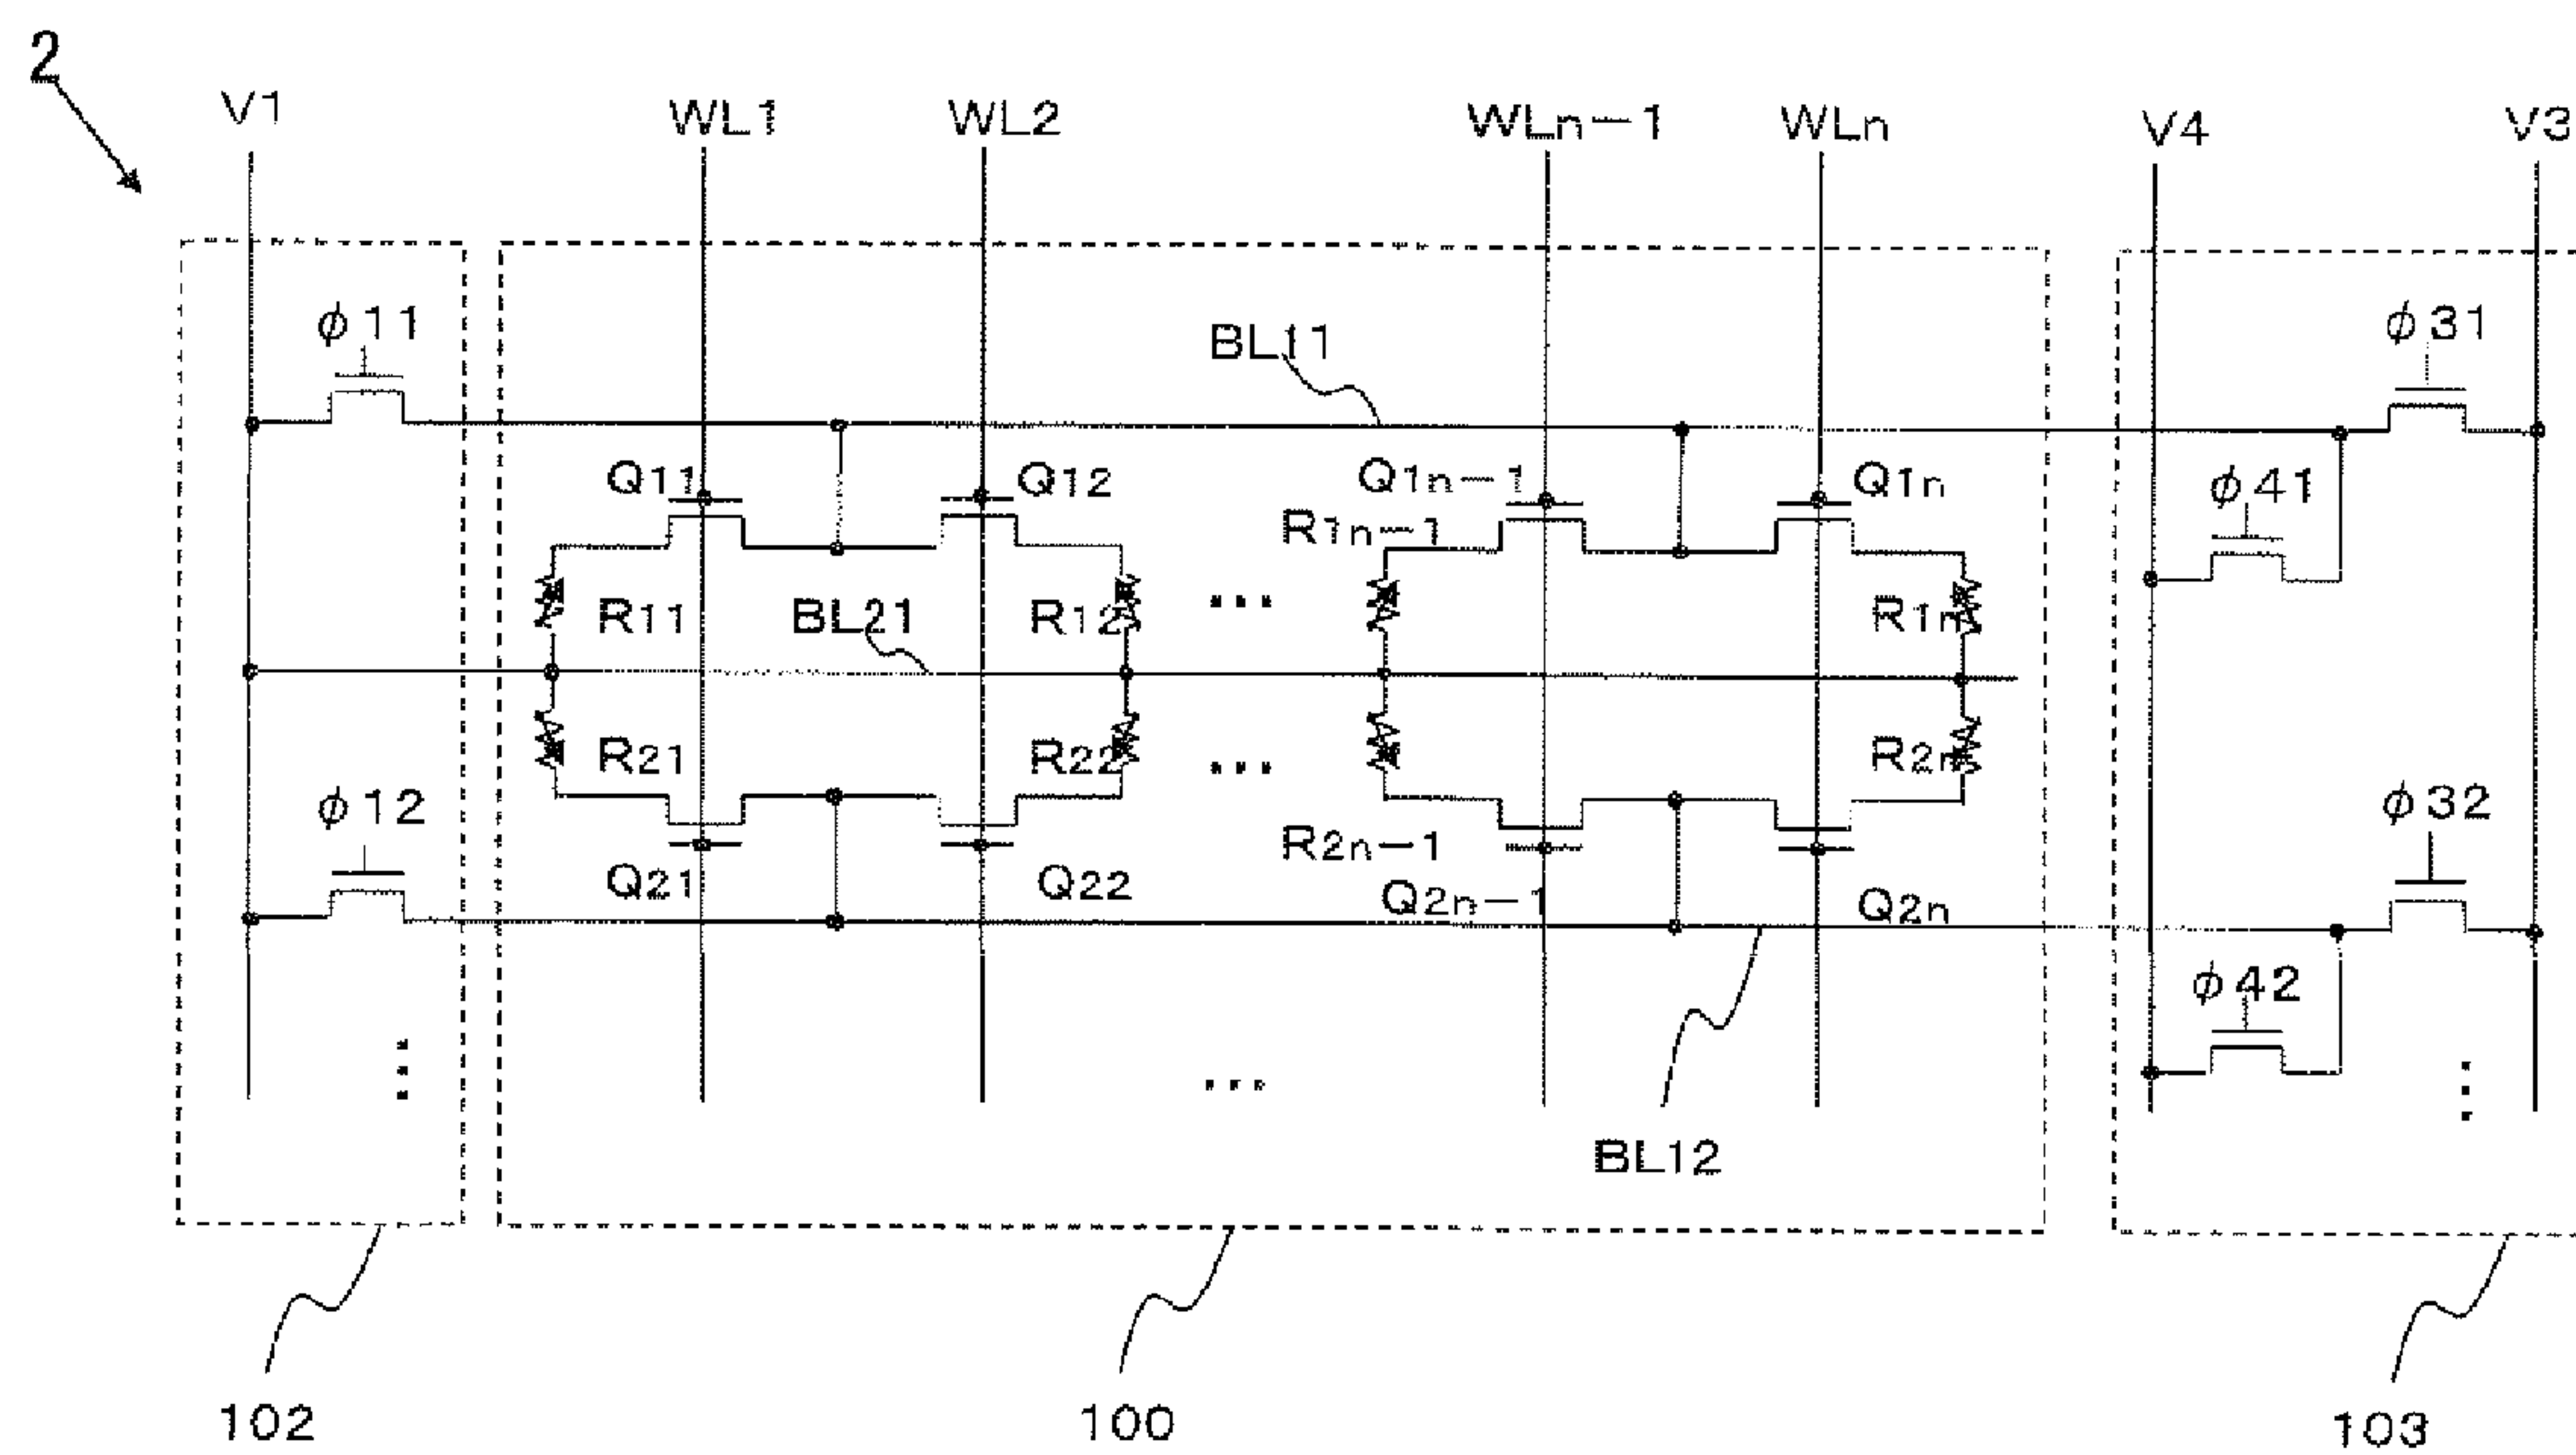 2
V1
WL1
WL2
WLn-1
WLn
V4
V3
φ11
BL11
φ31
Q11
Q12
Q1n-1
Q1n
φ41
R1n-1
R11
BL21
R12
...
R1n
R21
R22
...
R2n
φ12
φ32
R2n-1
Q21
Q22
Q2n-1
Q2n
φ42
...
BL12
102
100
103